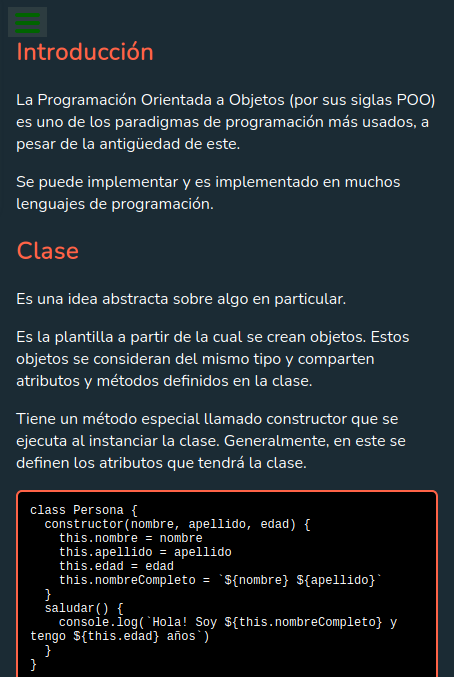 Introducción
La Programación Orientada a Objetos (por sus siglas POO)
es uno de los paradigmas de programación más usados, a
pesar de la antigüedad de este.
Se puede implementar y es implementado en muchos
lenguajes de programación.
Clase
Es una idea abstracta sobre algo en particular.
Es la plantilla a partir de la cual se crean objetos. Estos
objetos se consideran del mismo tipo y comparten
atributos y métodos definidos en la clase.
Tiene un método especial llamado constructor que se
ejecuta al instanciar la clase. Generalmente, en este se
definen los atributos que tendrá la clase.
class Persona {
  constructor(nombre, apellido, edad) {
    this.nombre = nombre
    this.apellido = apellido
    this.edad = edad
    this.nombreCompleto = `${nombre} ${apellido}`
  }
  saludar() {
    console.log(`Hola! Soy ${this.nombreCompleto} y
tengo ${this.edad} años`)
  }
}